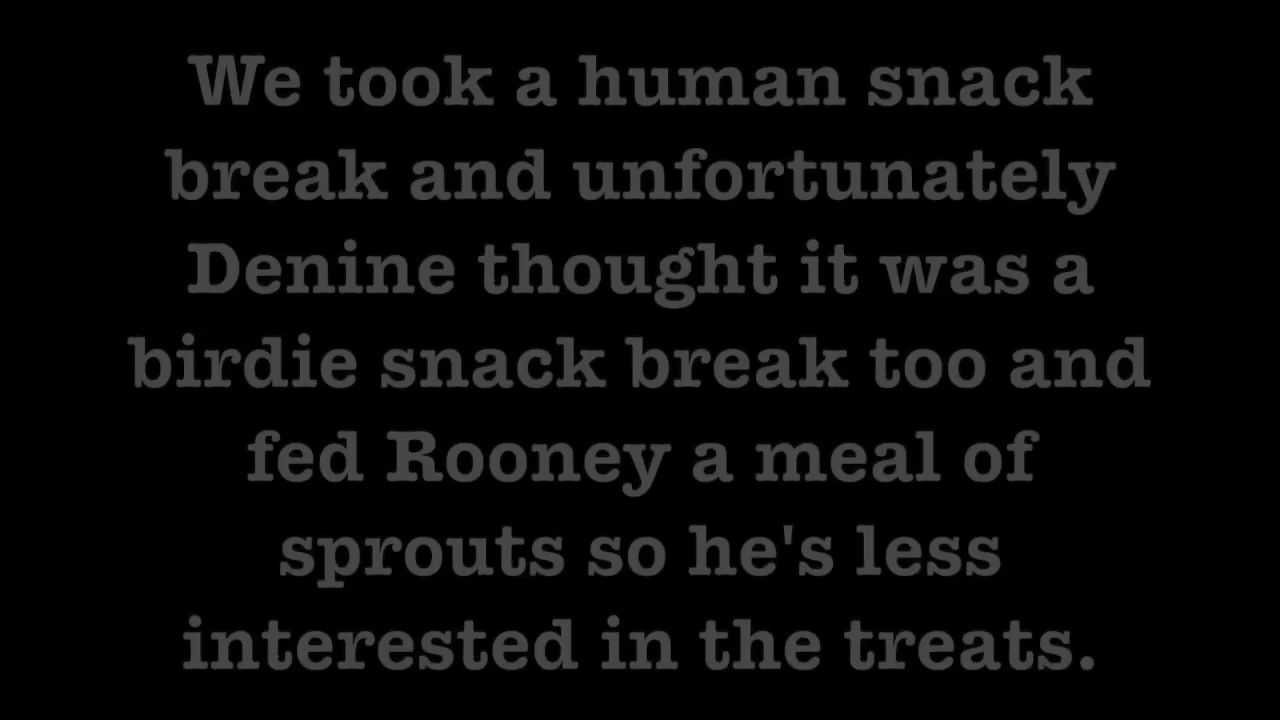 We took a human snack
break and unfortunately
Denine thought it was a
birdie snack break too and
fed Rooney a meal of
sprouts so he's less
interested in the treats.